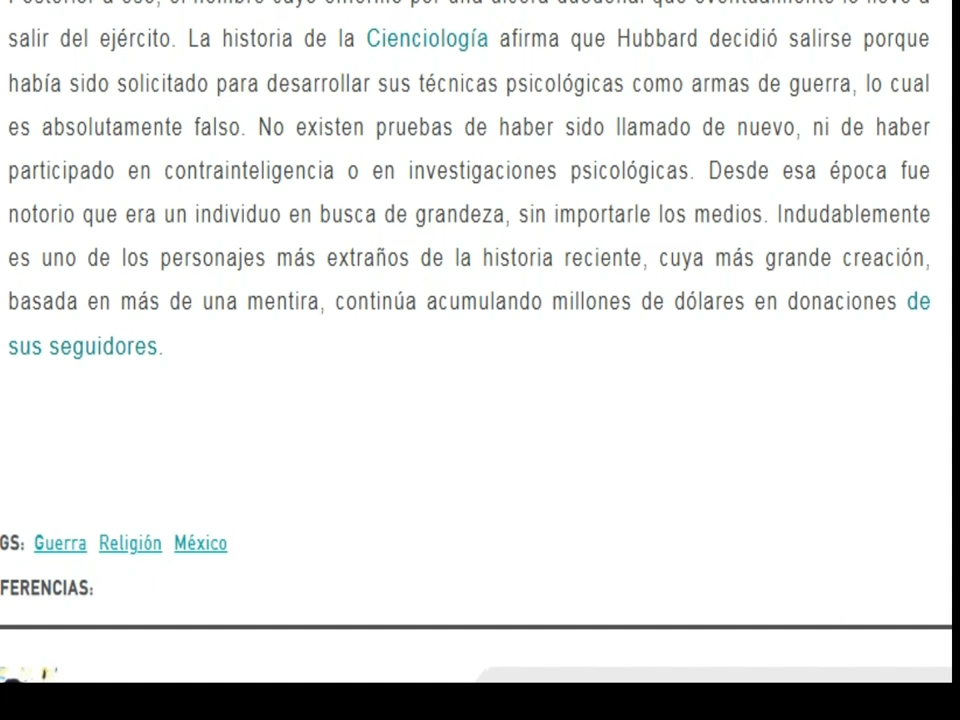 salir del ejército. La historia de la Cienciología afirma que Hubbard decidió salirse porque
había sido solicitado para desarrollar sus técnicas psicológicas como armas de guerra, lo cual
es absolutamente falso. No existen pruebas de haber sido llamado de nuevo, ni de haber
participado en contrainteligencia o en investigaciones psicológicas. Desde esa época fue
notorio que era un individuo en busca de grandeza, sin importarle los medios. Indudablemente
es uno de los personajes más extraños de la historia reciente, cuya más grande creación,
basada en más de una mentira, continúa acumulando millones de dólares en donaciones de
sus seguidores.
GS: Guerra Religión México
FERENCIAS: